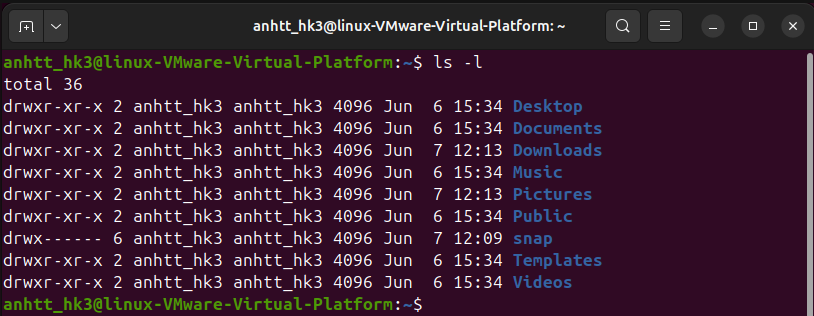 anhtt_hk3@linux-VMware-Virtual-Platform: ~
anhtt_hk3@linux-VMware-Virtual-Platform:~$ ls -l
total 36
drwxr-xr-x 2 anhtt_hk3 anhtt_hk3 4096 Jun  6 15:34 Desktop
drwxr-xr-x 2 anhtt_hk3 anhtt_hk3 4096 Jun  6 15:34 Documents
drwxr-xr-x 2 anhtt_hk3 anhtt_hk3 4096 Jun  7 12:13 Downloads
drwxr-xr-x 2 anhtt_hk3 anhtt_hk3 4096 Jun  6 15:34 Music
drwxr-xr-x 2 anhtt_hk3 anhtt_hk3 4096 Jun  7 12:13 Pictures
drwxr-xr-x 2 anhtt_hk3 anhtt_hk3 4096 Jun  6 15:34 Public
drwx------ 6 anhtt_hk3 anhtt_hk3 4096 Jun  7 12:09 snap
drwxr-xr-x 2 anhtt_hk3 anhtt_hk3 4096 Jun  6 15:34 Templates
drwxr-xr-x 2 anhtt_hk3 anhtt_hk3 4096 Jun  6 15:34 Videos
anhtt_hk3@linux-VMware-Virtual-Platform:~$